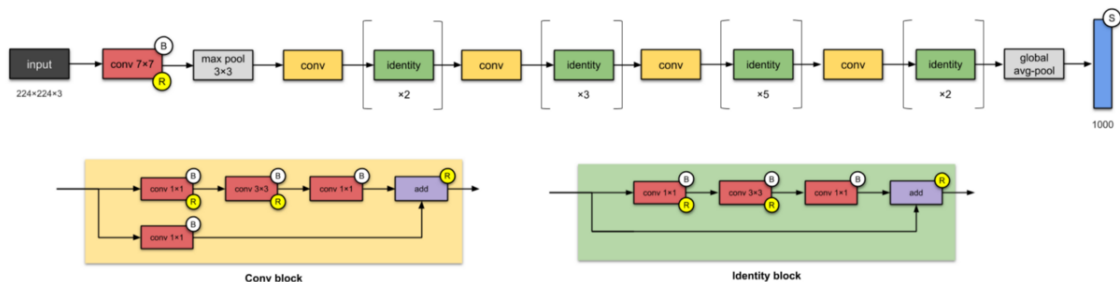 S
B
input
conv 7×7
max pool
3×3
conv
identity
conv
identity
conv
identity
conv
identity
global
avg-pool
R
224×224×3
×2
×3
×5
×2
1000
B
B
B
R
conv 1×1
conv 3×3
conv 1×1
add
R
R
B
conv 1×1
Conv block
B
B
B
R
conv 1×1
conv 3×3
conv 1×1
add
R
R
Identity block